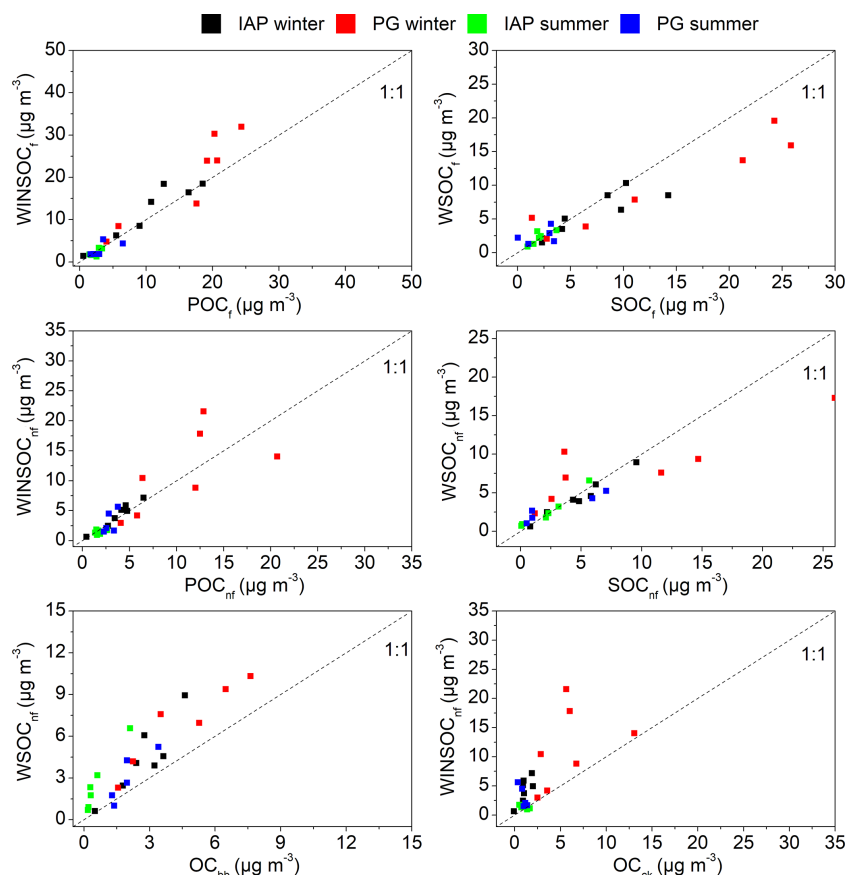 IAP winter PG winter IAP summer PG summer
50
40
30
20
10
0
WINSOC_f (µg m⁻³)
1:1
0 10 20 30 40 50
POC_f (µg m⁻³)
30
25
20
15
10
5
0
WSOC_f (µg m⁻³)
1:1
0 5 10 15 20 25 30
SOC_f (µg m⁻³)
35
30
25
20
15
10
5
0
WINSOC_nf (µg m⁻³)
1:1
0 5 10 15 20 25 30 35
POC_nf (µg m⁻³)
25
20
15
10
5
0
WSOC_nf (µg m⁻³)
1:1
0 5 10 15 20 25
SOC_nf (µg m⁻³)
15
12
9
6
3
0
WSOC_nf (µg m⁻³)
1:1
0 3 6 9 12 15
OC_bb (µg m⁻³)
35
30
25
20
15
10
5
0
WINSOC_nf (µg m⁻³)
1:1
0 5 10 15 20 25 30 35
OC_ck (µg m⁻³)